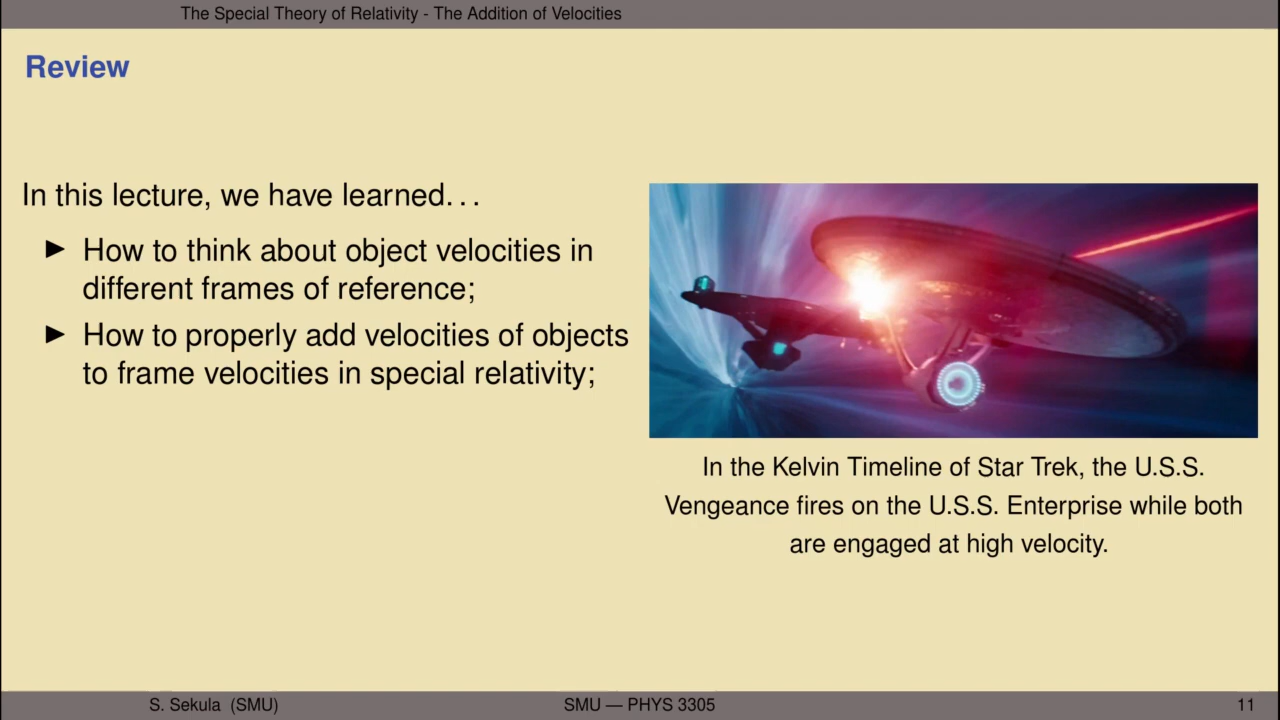 The Special Theory of Relativity - The Addition of Velocities
Review
In this lecture, we have learned. . .
▶ How to think about object velocities in
different frames of reference;
▶ How to properly add velocities of objects
to frame velocities in special relativity;
In the Kelvin Timeline of Star Trek, the U.S.S.
Vengeance fires on the U.S.S. Enterprise while both
are engaged at high velocity.
S. Sekula (SMU)
SMU — PHYS 3305
11